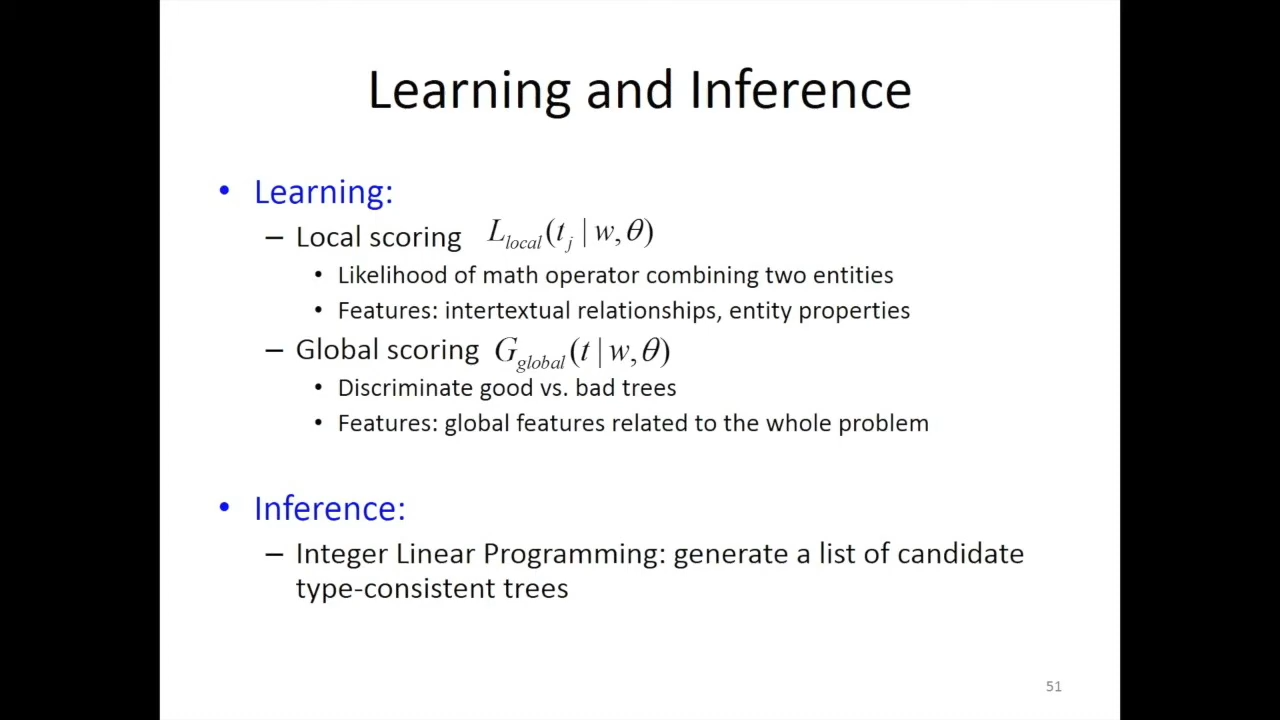 Learning and Inference
• Learning:
– Local scoring L_local(t_j | w, θ)
• Likelihood of math operator combining two entities
• Features: intertextual relationships, entity properties
– Global scoring G_global(t | w, θ)
• Discriminate good vs. bad trees
• Features: global features related to the whole problem
• Inference:
– Integer Linear Programming: generate a list of candidate
type-consistent trees
51